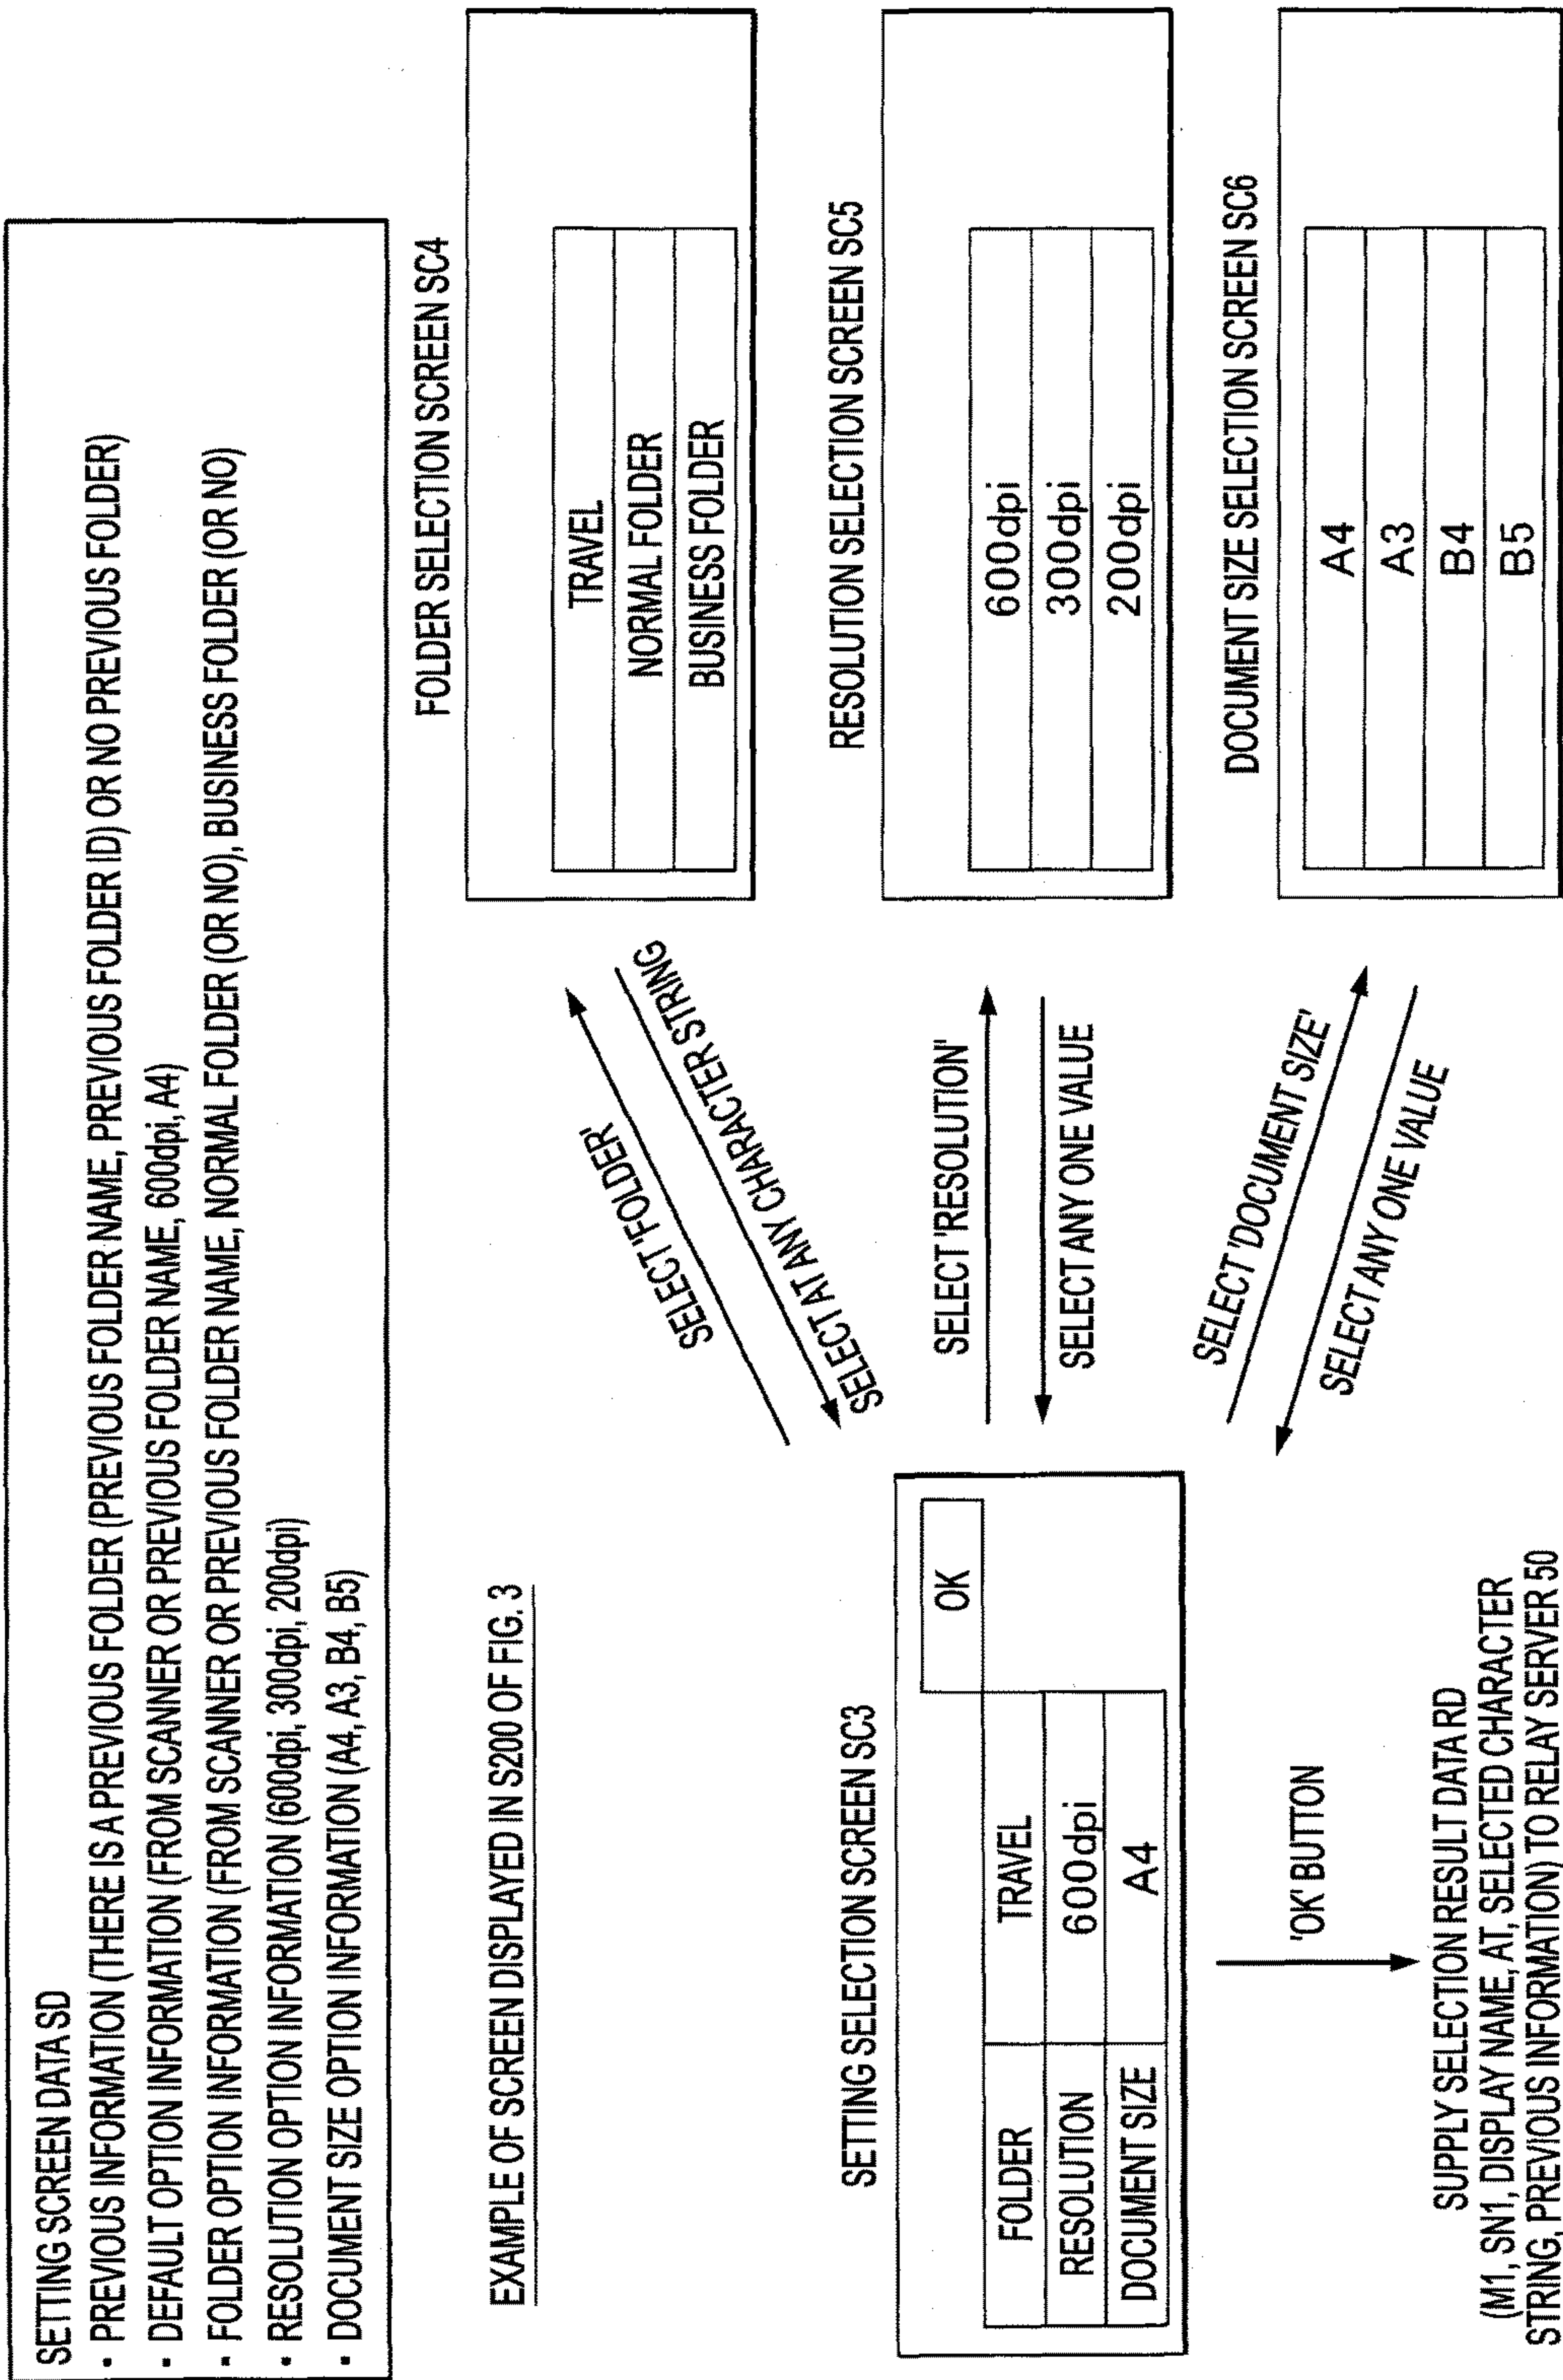 SETTING SCREEN DATA SD
• PREVIOUS INFORMATION (THERE IS A PREVIOUS FOLDER (PREVIOUS FOLDER NAME, PREVIOUS FOLDER ID) OR NO PREVIOUS FOLDER)
• DEFAULT OPTION INFORMATION (FROM SCANNER OR PREVIOUS FOLDER NAME, 600dpi, A4)
• FOLDER OPTION INFORMATION (FROM SCANNER OR PREVIOUS FOLDER NAME, NORMAL FOLDER (OR NO), BUSINESS FOLDER (OR NO)
• RESOLUTION OPTION INFORMATION (600dpi, 300dpi, 200dpi)
• DOCUMENT SIZE OPTION INFORMATION (A4, A3, B4, B5)
EXAMPLE OF SCREEN DISPLAYED IN S200 OF FIG. 3
SETTING SELECTION SCREEN SC3
OK
FOLDER TRAVEL
RESOLUTION 600dpi
DOCUMENT SIZE A4
'OK' BUTTON
SUPPLY SELECTION RESULT DATA RD
(M1, SN1, DISPLAY NAME, AT, SELECTED CHARACTER
STRING, PREVIOUS INFORMATION) TO RELAY SERVER 50
SELECT 'FOLDER'
SELECT AT ANY CHARACTER STRING
SELECT 'RESOLUTION'
SELECT ANY ONE VALUE
SELECT 'DOCUMENT SIZE'
SELECT ANY ONE VALUE
FOLDER SELECTION SCREEN SC4
TRAVEL
NORMAL FOLDER
BUSINESS FOLDER
RESOLUTION SELECTION SCREEN SC5
600dpi
300dpi
200dpi
DOCUMENT SIZE SELECTION SCREEN SC6
A4
A3
B4
B5